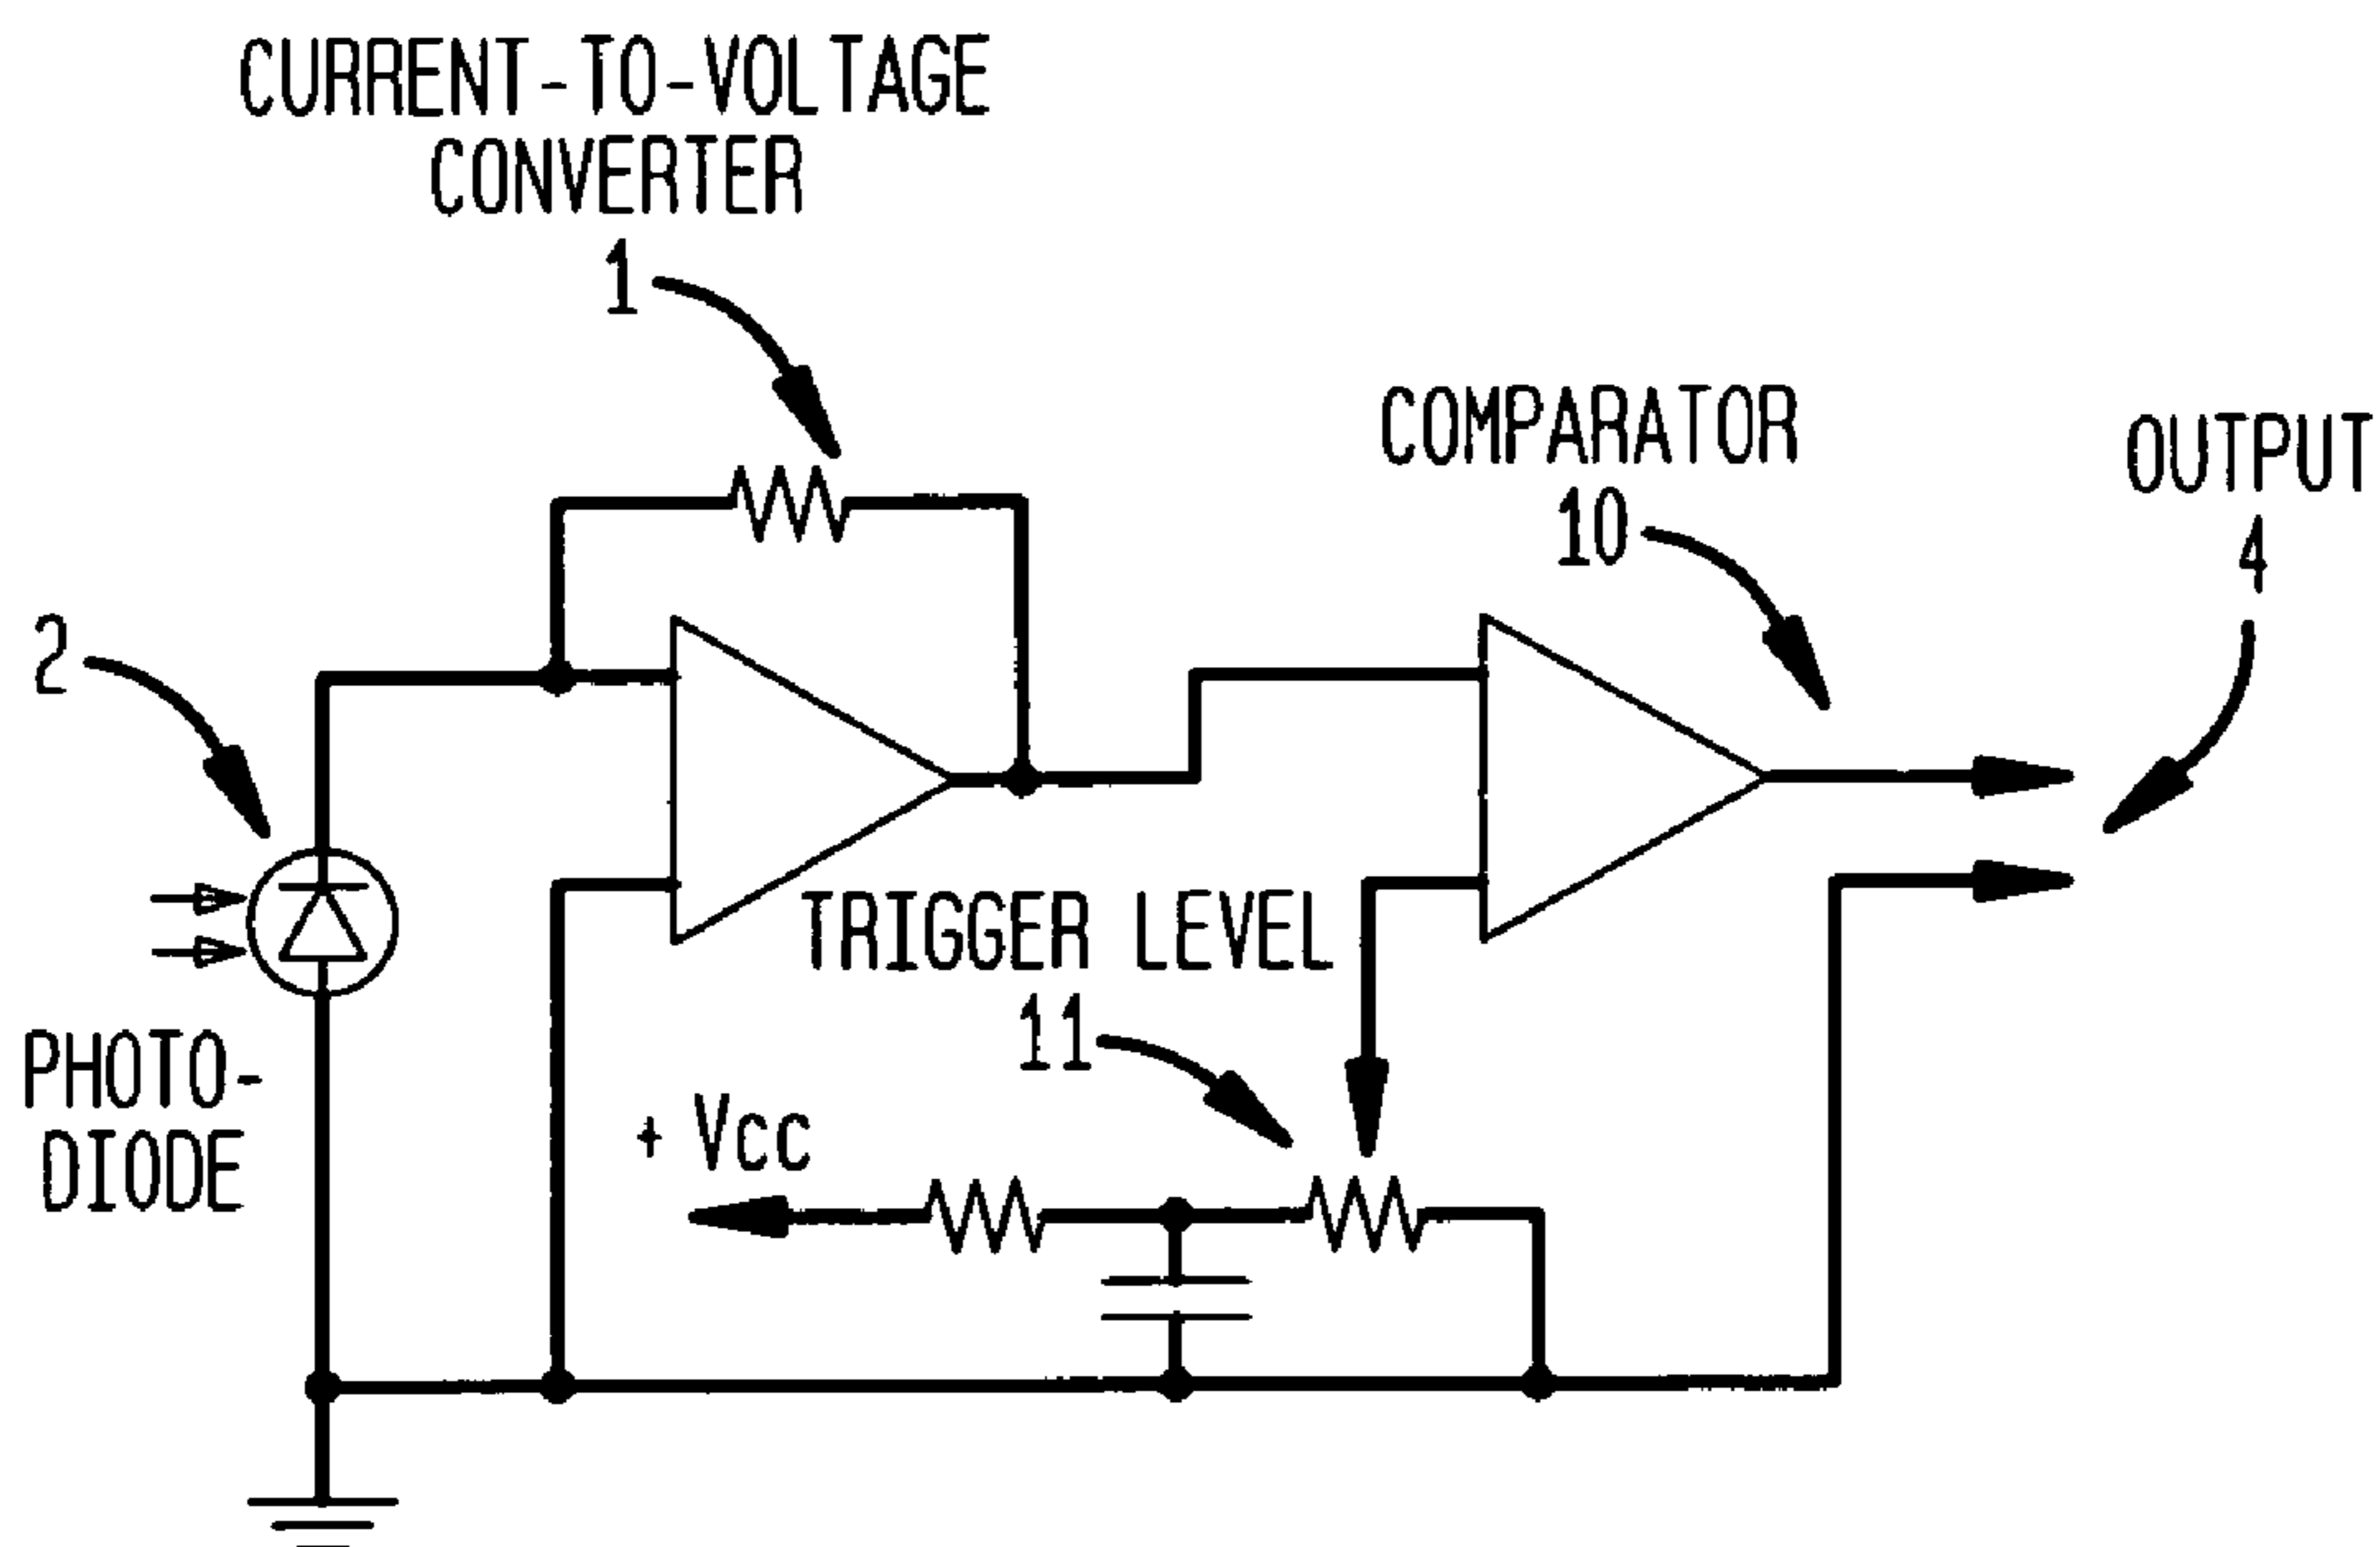 CURRENT-TO-VOLTAGE
CONVERTER
1
COMPARATOR
10
OUTPUT
4
2
TRIGGER LEVEL
11
PHOTO-
DIODE
+ Vcc